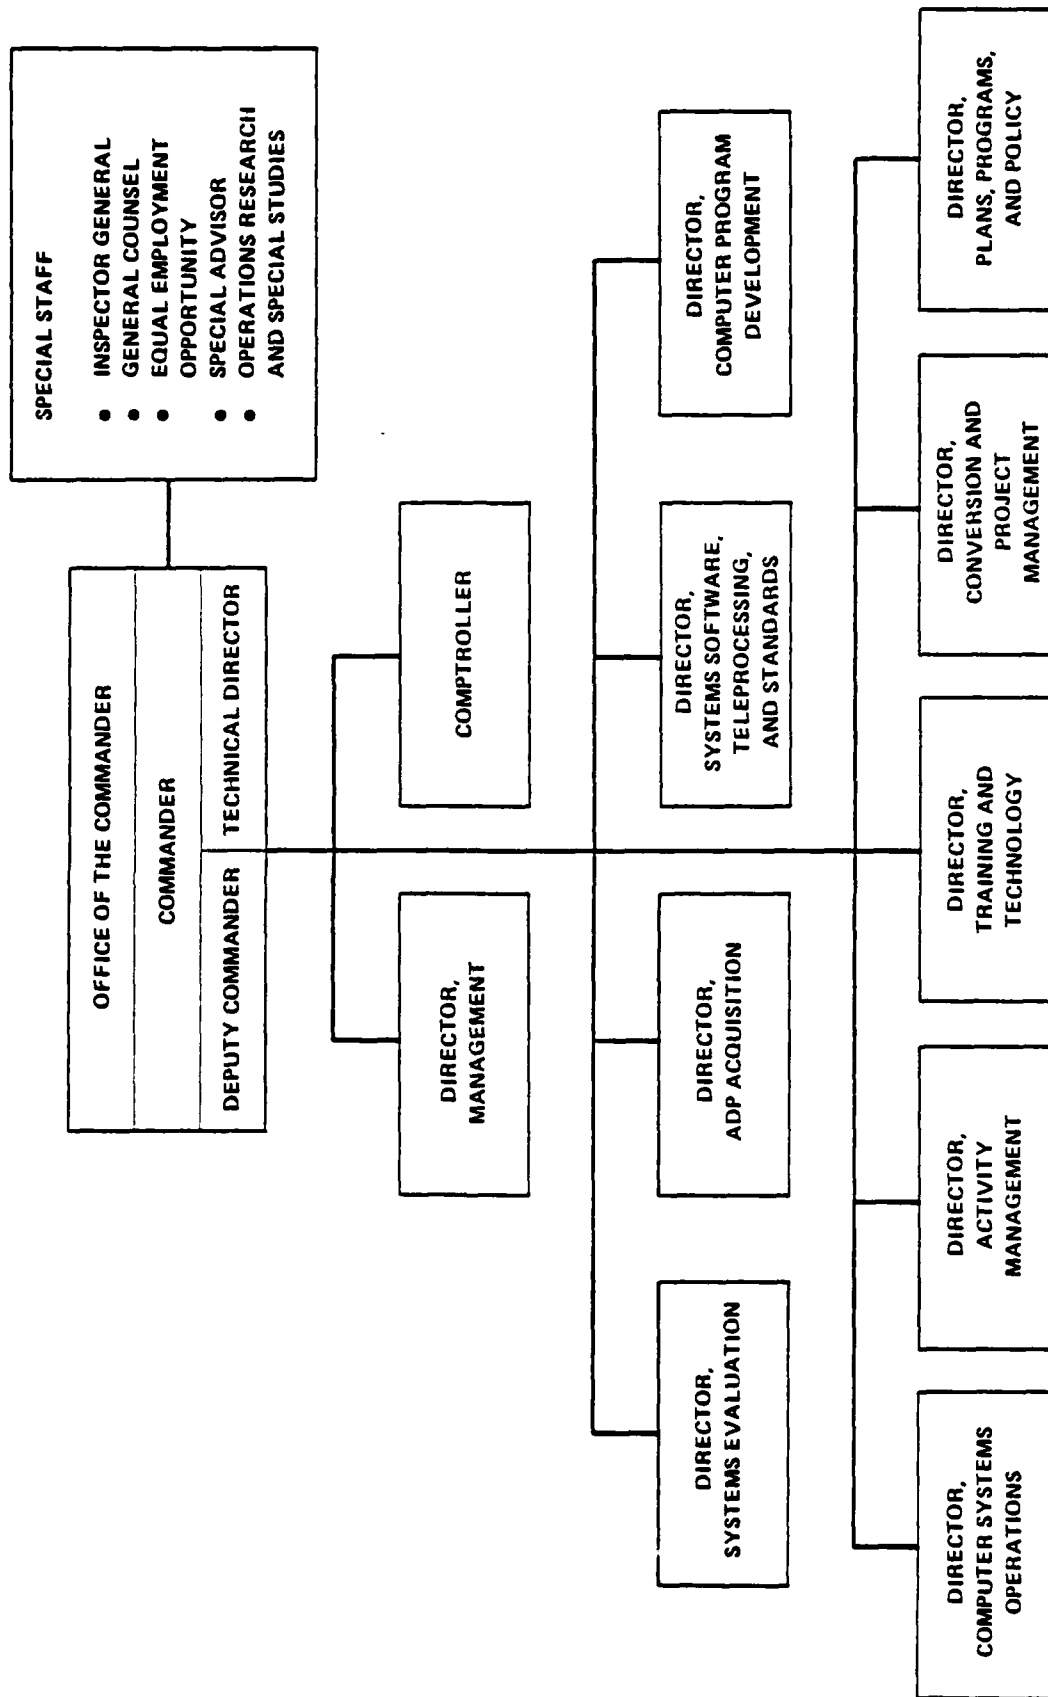 OFFICE OF THE COMMANDER
COMMANDER
DEPUTY COMMANDER
TECHNICAL DIRECTOR
SPECIAL STAFF
● INSPECTOR GENERAL
● GENERAL COUNSEL
● EQUAL EMPLOYMENT
OPPORTUNITY
● SPECIAL ADVISOR
● OPERATIONS RESEARCH
AND SPECIAL STUDIES
DIRECTOR,
MANAGEMENT
COMPTROLLER
DIRECTOR,
SYSTEMS EVALUATION
DIRECTOR,
ADP ACQUISITION
DIRECTOR,
SYSTEMS SOFTWARE,
TELEPROCESSING,
AND STANDARDS
DIRECTOR,
COMPUTER PROGRAM
DEVELOPMENT
DIRECTOR,
COMPUTER SYSTEMS
OPERATIONS
DIRECTOR,
ACTIVITY
MANAGEMENT
DIRECTOR,
TRAINING AND
TECHNOLOGY
DIRECTOR,
CONVERSION AND
PROJECT
MANAGEMENT
DIRECTOR,
PLANS, PROGRAMS,
AND POLICY